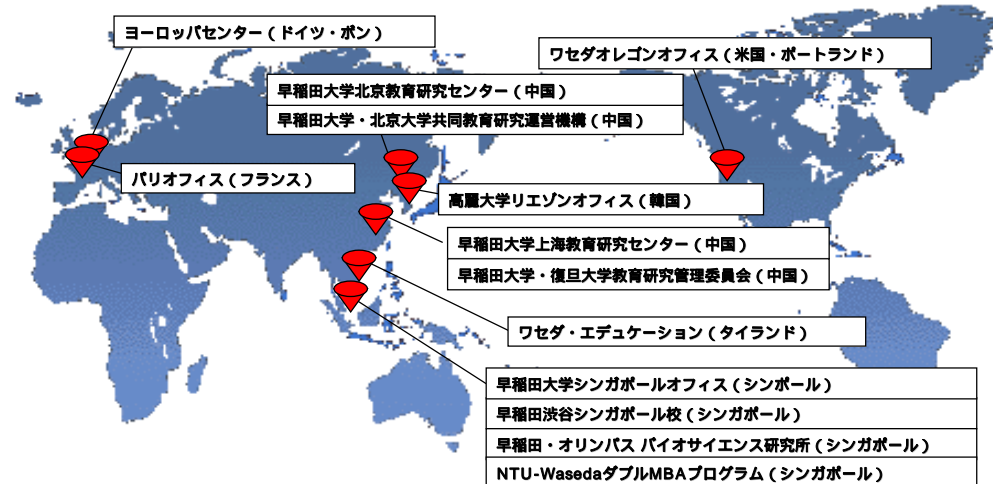 ヨーロッパセンター（ドイツ・ボン）
ワセダオレゴンオフィス（米国・ポートランド）
早稲田大学北京教育研究センター（中国）
早稲田大学・北京大学共同教育研究運営機構（中国）
パリオフィス（フランス）
高麗大学リエゾンオフィス（韓国）
早稲田大学上海教育研究センター（中国）
早稲田大学・復旦大学教育研究管理委員会（中国）
ワセダ・エデュケーション（タイランド）
早稲田大学シンガポールオフィス（シンポール）
早稲田渋谷シンガポール校（シンガポール）
早稲田・オリンパス バイオサイエンス研究所（シンガポール）
NTU-WasedaダブルMBAプログラム（シンガポール）